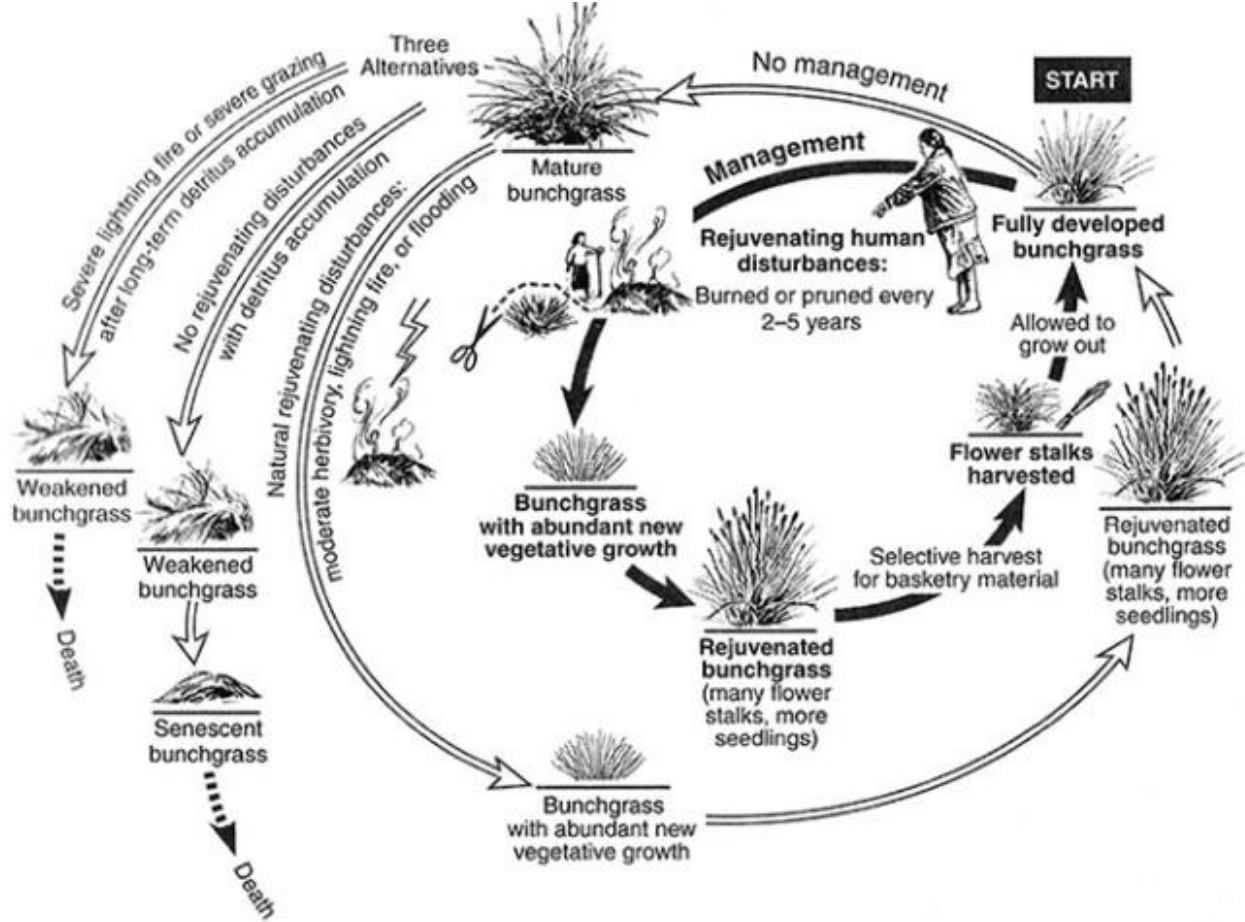 START
Fully developed
bunchgrass
No management
Three
Alternatives
Mature
bunchgrass
Severe lightning fire or severe grazing
after long-term detritus accumulation
Weakened
bunchgrass
Death
No rejuvenating disturbances
with detritus accumulation
Weakened
bunchgrass
Senescent
bunchgrass
Death
Natural rejuvenating disturbances:
moderate herbivory, lightning fire, or flooding
Bunchgrass
with abundant new
vegetative growth
Rejuvenated
bunchgrass
(many flower
stalks, more
seedlings)
Management
Rejuvenating human
disturbances:
Burned or pruned every
2–5 years
Bunchgrass
with abundant new
vegetative growth
Rejuvenated
bunchgrass
(many flower
stalks, more
seedlings)
Selective harvest
for basketry material
Flower stalks
harvested
Allowed to
grow out